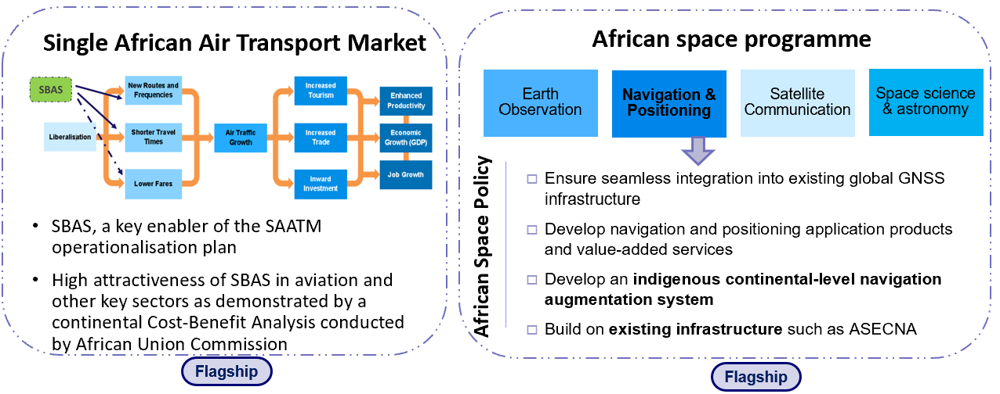 Single African Air Transport Market
SBAS
Liberalisation
New Routes and
Frequencies
Shorter Travel
Times
Lower Fares
Air Traffic
Growth
Increased
Tourism
Increased
Trade
Inward
Investment
Enhanced
Productivity
Economic
Growth (GDP)
Job Growth
• SBAS, a key enabler of the SAATM
operationalisation plan
• High attractiveness of SBAS in aviation and
other key sectors as demonstrated by a
continental Cost-Benefit Analysis conducted
by African Union Commission
Flagship
African space programme
Earth
Observation
Navigation &
Positioning
Satellite
Communication
Space science
& astronomy
African Space Policy
Ensure seamless integration into existing global GNSS
infrastructure
Develop navigation and positioning application products
and value-added services
Develop an indigenous continental-level navigation
augmentation system
Build on existing infrastructure such as ASECNA
Flagship